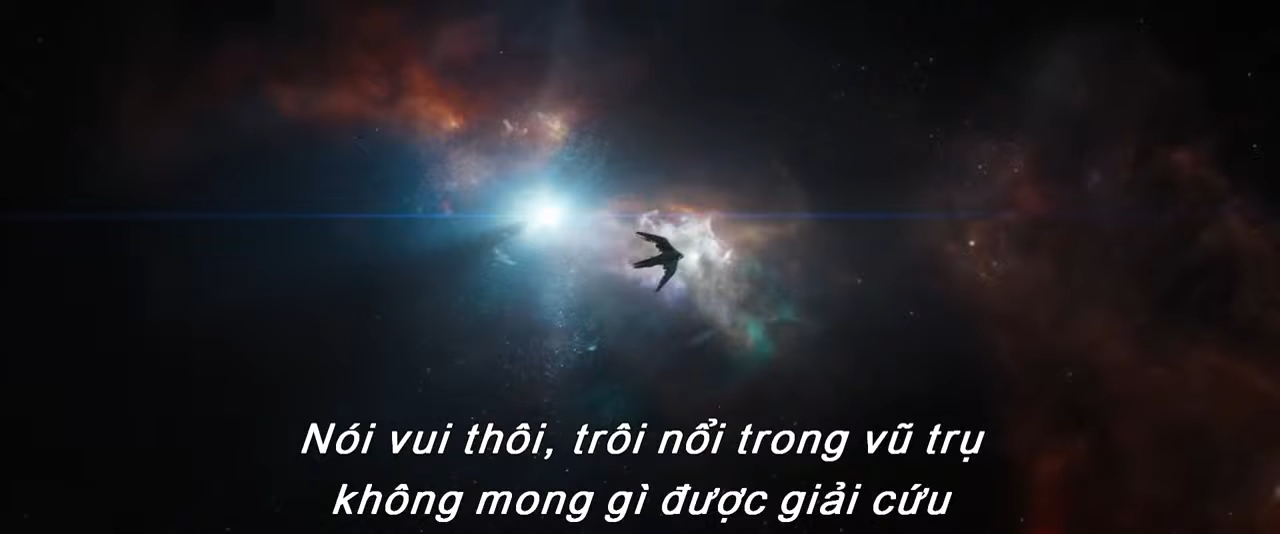 Nói vui thôi, trôi nổi trong vũ trụ
không mong gì được giải cứu